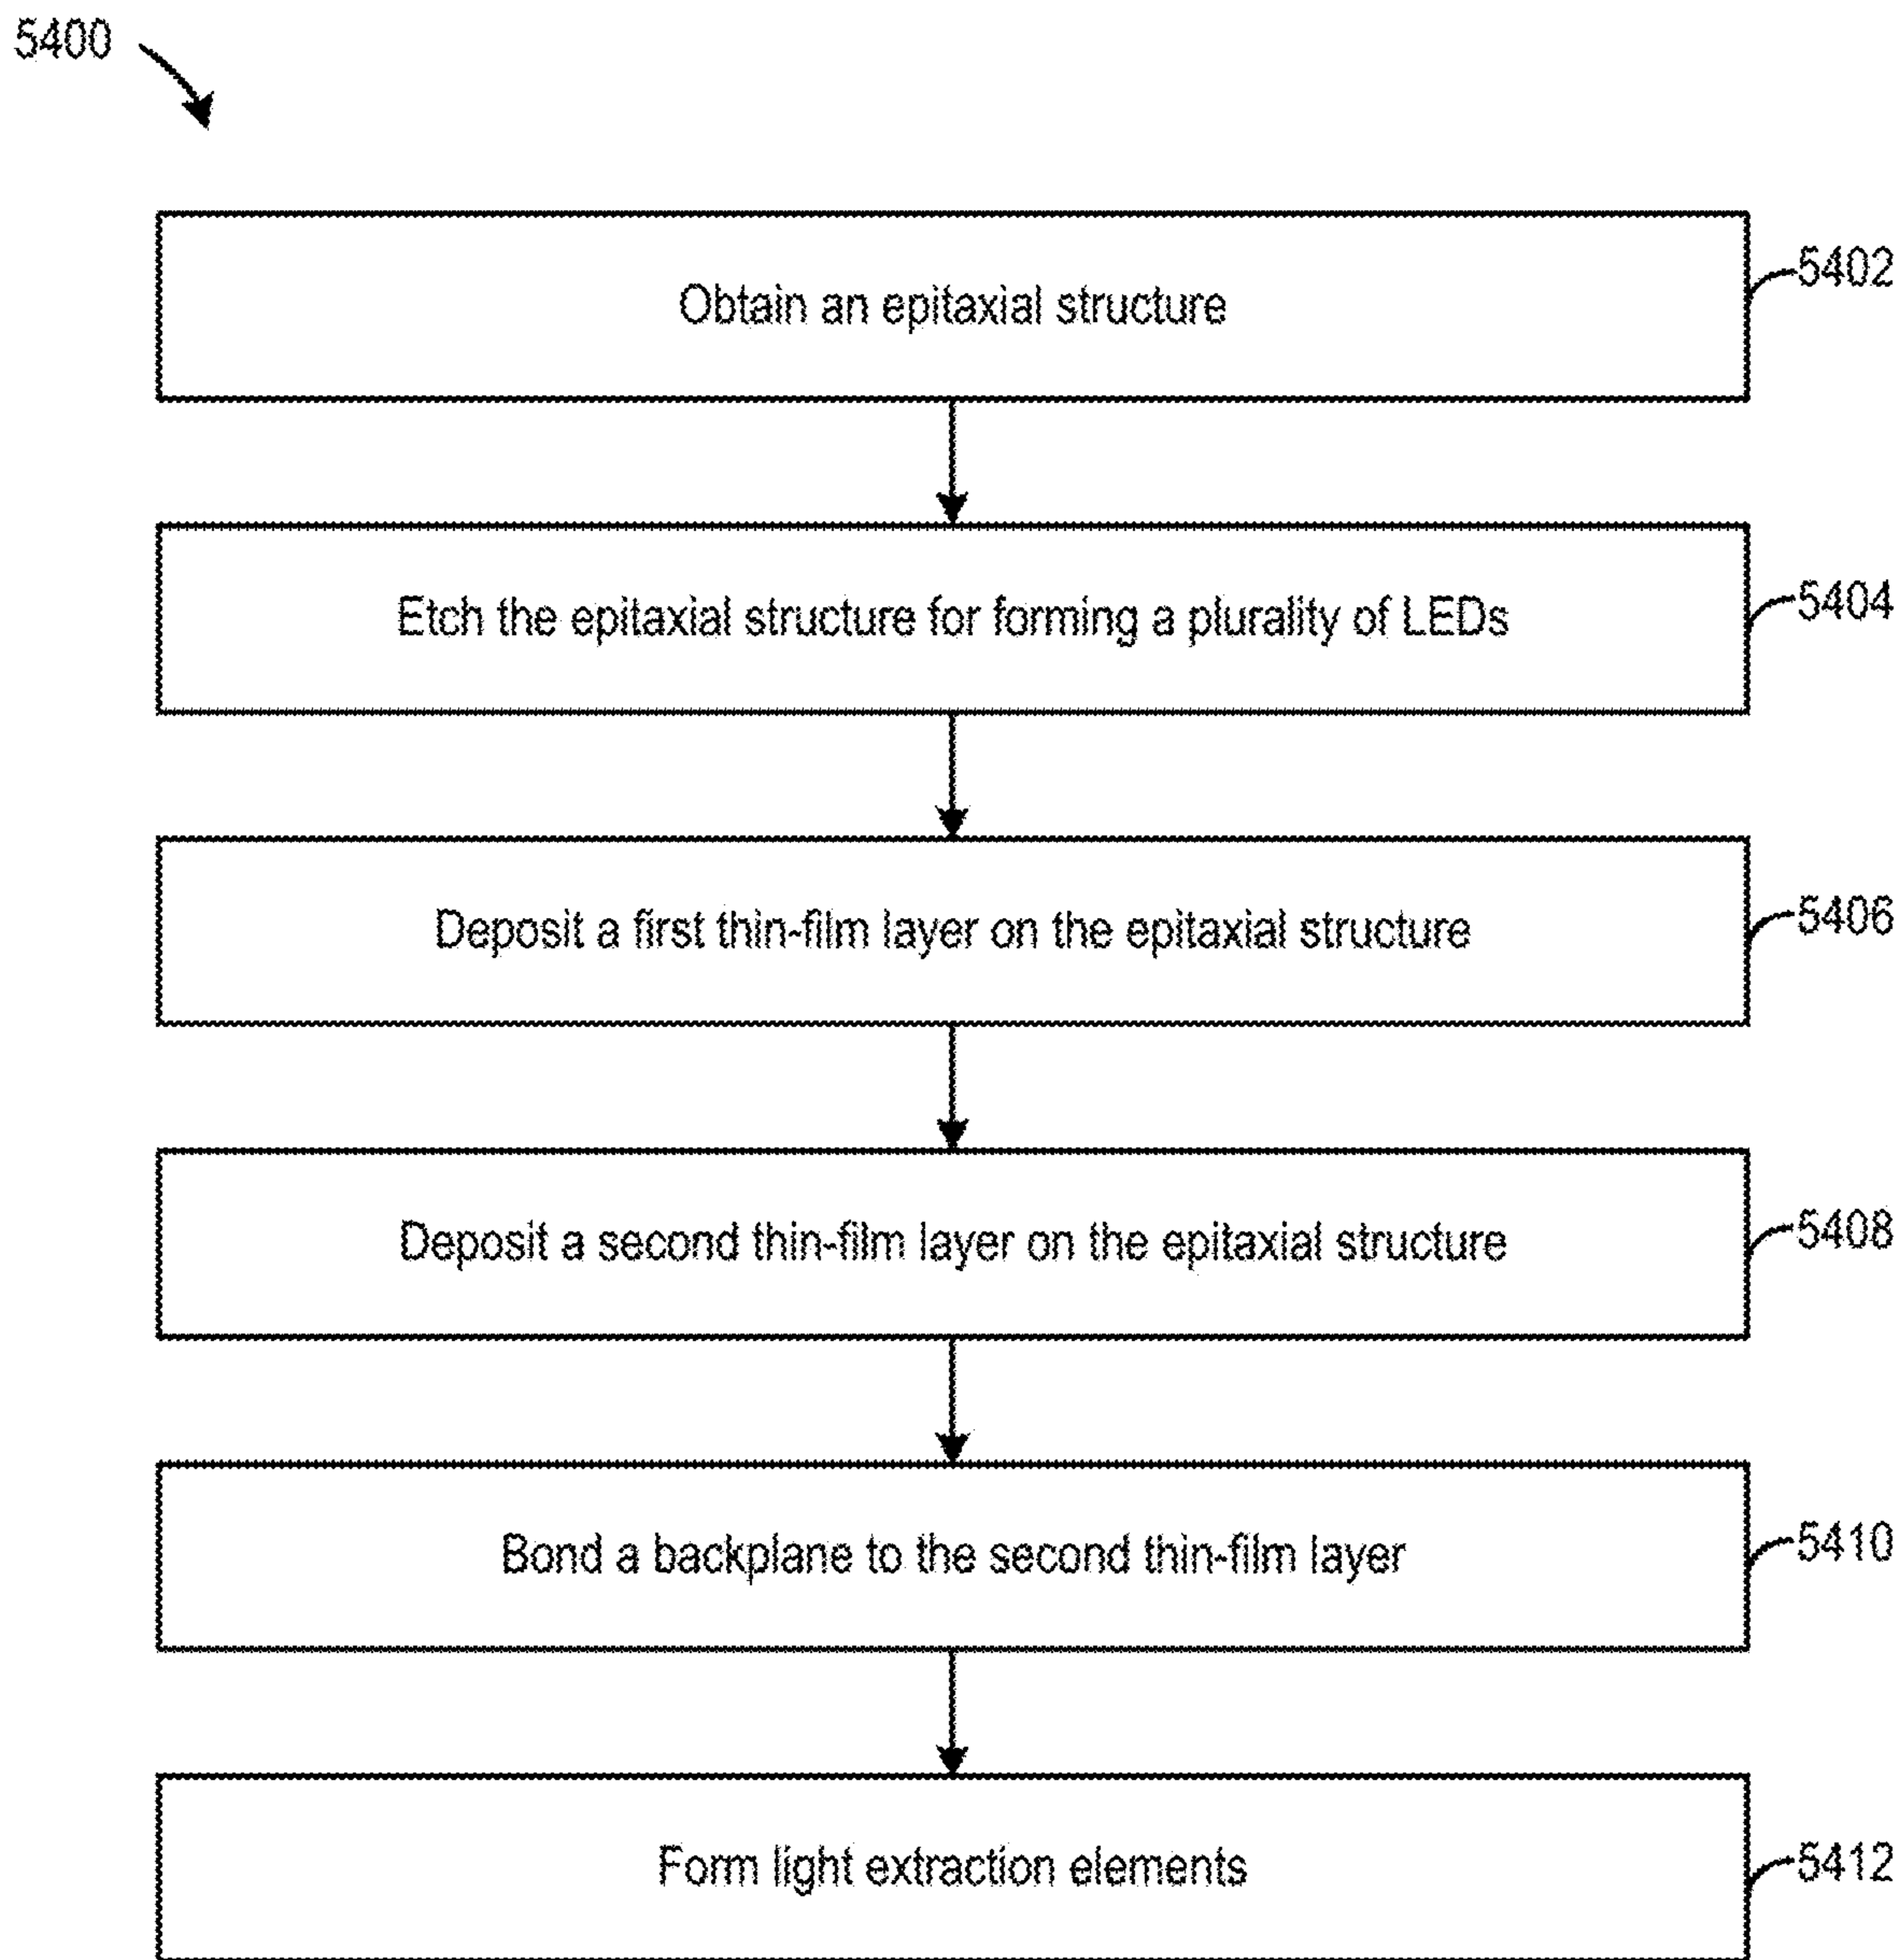 5400
Obtain an epitaxial structure
5402
Etch the epitaxial structure for forming a plurality of LEDs
5404
Deposit a first thin-film layer on the epitaxial structure
5406
Deposit a second thin-film layer on the epitaxial structure
5408
Bond a backplane to the second thin-film layer
5410
Form light extraction elements
5412